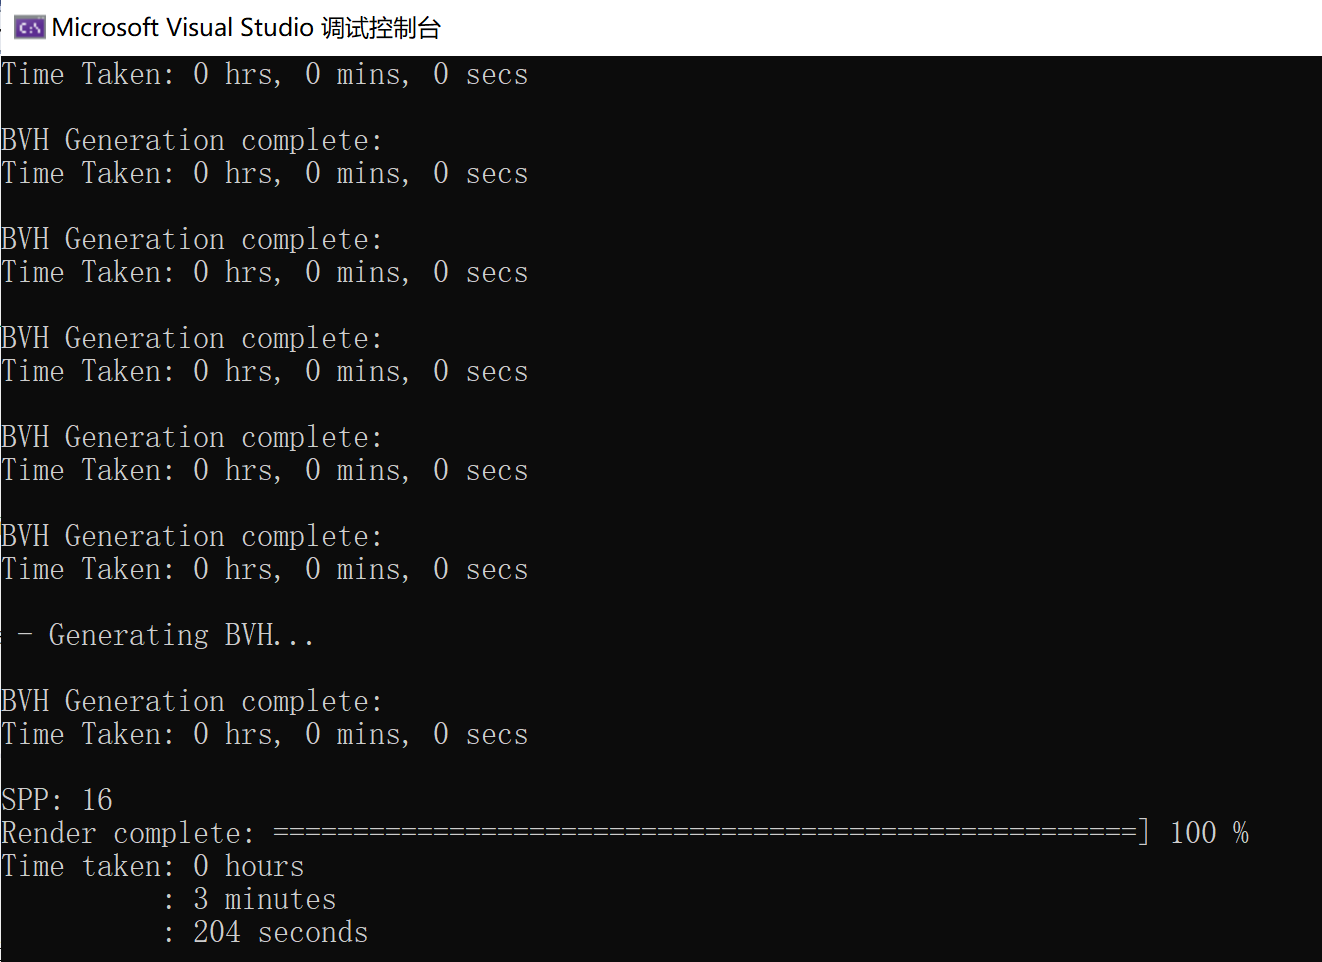 Microsoft Visual Studio 调试控制台
Time Taken: 0 hrs, 0 mins, 0 secs
BVH Generation complete:
Time Taken: 0 hrs, 0 mins, 0 secs
BVH Generation complete:
Time Taken: 0 hrs, 0 mins, 0 secs
BVH Generation complete:
Time Taken: 0 hrs, 0 mins, 0 secs
BVH Generation complete:
Time Taken: 0 hrs, 0 mins, 0 secs
BVH Generation complete:
Time Taken: 0 hrs, 0 mins, 0 secs
 - Generating BVH...
BVH Generation complete:
Time Taken: 0 hrs, 0 mins, 0 secs
SPP: 16
Render complete: ======================================================] 100 %
Time taken: 0 hours
          : 3 minutes
          : 204 seconds